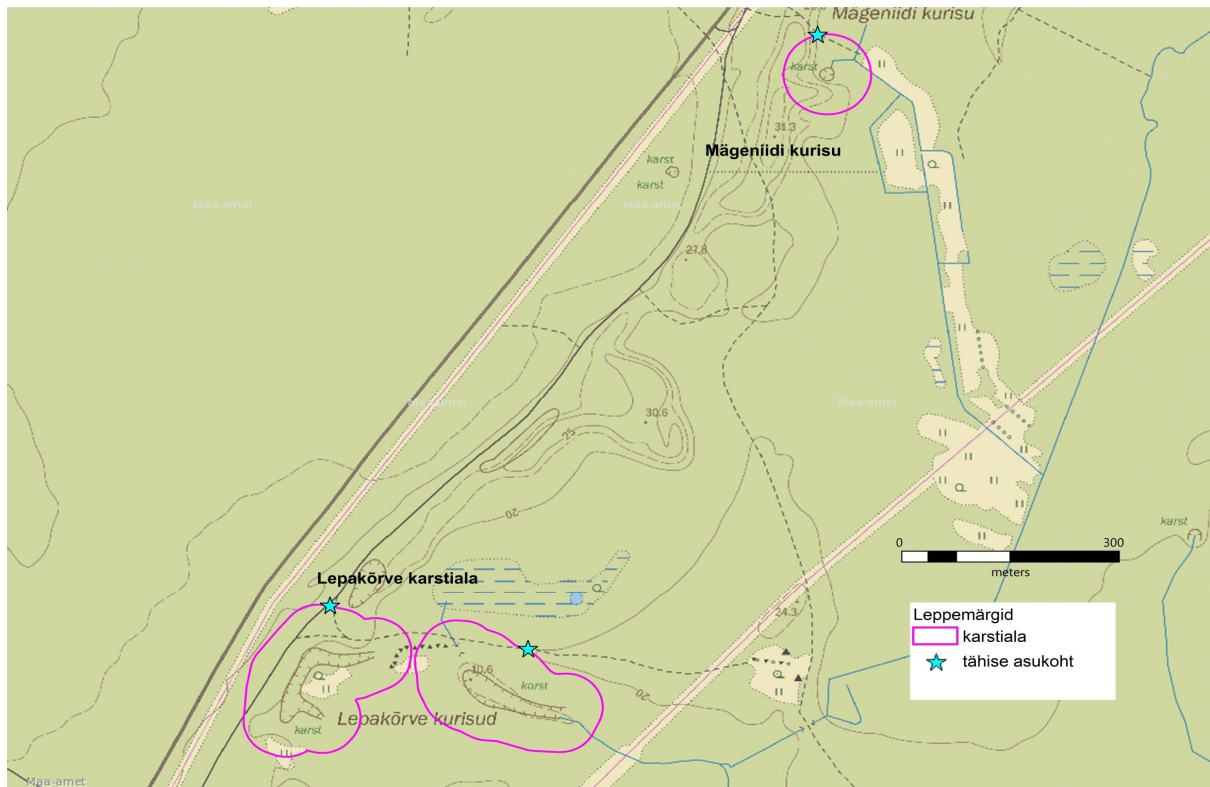 Mägeniidi kurisu
karst
31.3
Mägeniidi kurisu
karst
karst
Maa-amet
Maa-amet
27.8
Maa-amet
Maa-amet
30.6
25
20
karst
0 300
meters
Lepakõrve karstiala
24.3
Leppemärgid
karstiala
tähise asukoht
10.6
karst
20
Lepakõrve kurisud
karst
Maa-amet